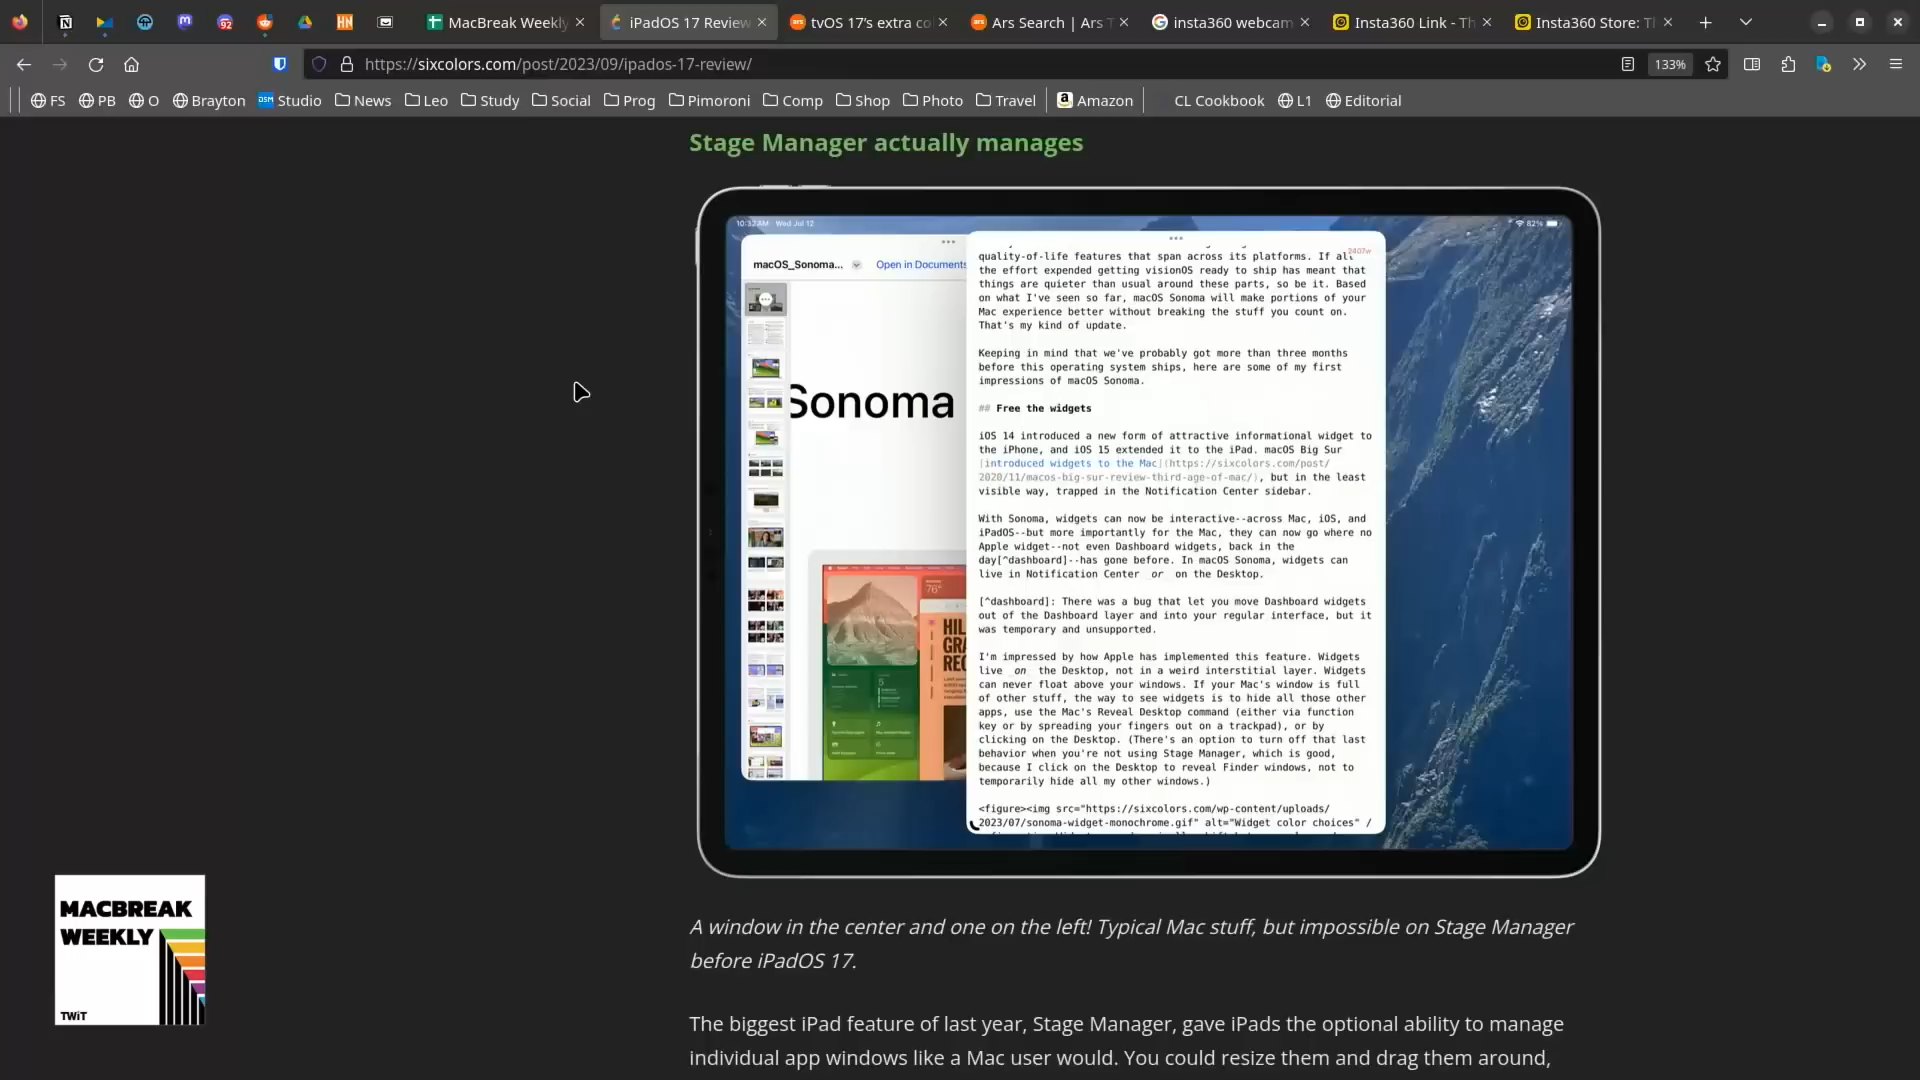 MacBreak Weekly
iPadOS 17 Review
tvOS 17's extra co
Ars Search | Ars T
insta360 webcam
Insta360 Link - Th
Insta360 Store: T
https://sixcolors.com/post/2023/09/ipados-17-review/
133%
FS
PB
O
Brayton
DSM
Studio
News
Leo
Study
Social
Prog
Pimoroni
Comp
Shop
Photo
Travel
Amazon
CL Cookbook
L1
Editorial
Stage Manager actually manages
10:32 AM Wed Jul 12
82%
macOS_Sonoma...
Open in Documents
Sonoma
76°
HIL
GRA
REC
2407w
quality-of-life features that span across its platforms. If all
the effort expended getting visionOS ready to ship has meant that
things are quieter than usual around these parts, so be it. Based
on what I've seen so far, macOS Sonoma will make portions of your
Mac experience better without breaking the stuff you count on.
That's my kind of update.
Keeping in mind that we've probably got more than three months
before this operating system ships, here are some of my first
impressions of macOS Sonoma.
## Free the widgets
iOS 14 introduced a new form of attractive informational widget to
the iPhone, and iOS 15 extended it to the iPad. macOS Big Sur
[introduced widgets to the Mac](https://sixcolors.com/post/
2020/11/macos-big-sur-review-third-age-of-mac/), but in the least
visible way, trapped in the Notification Center sidebar.
With Sonoma, widgets can now be interactive--across Mac, iOS, and
iPadOS--but more importantly for the Mac, they can now go where no
Apple widget--not even Dashboard widgets, back in the
day[^dashboard]--has gone before. In macOS Sonoma, widgets can
live in Notification Center _or_ on the Desktop.
[^dashboard]: There was a bug that let you move Dashboard widgets
out of the Dashboard layer and into your regular interface, but it
was temporary and unsupported.
I'm impressed by how Apple has implemented this feature. Widgets
live _on_ the Desktop, not in a weird interstitial layer. Widgets
can never float above your windows. If your Mac's window is full
of other stuff, the way to see widgets is to hide all those other
apps, use the Mac's Reveal Desktop command (either via function
key or by spreading your fingers out on a trackpad), or by
clicking on the Desktop. (There's an option to turn off that last
behavior when you're not using Stage Manager, which is good,
because I click on the Desktop to reveal Finder windows, not to
temporarily hide all my other windows.)
<figure><img src="https://sixcolors.com/wp-content/uploads/
2023/07/sonoma-widget-monochrome.gif" alt="Widget color choices" /
A window in the center and one on the left! Typical Mac stuff, but impossible on Stage Manager
before iPadOS 17.
The biggest iPad feature of last year, Stage Manager, gave iPads the optional ability to manage
individual app windows like a Mac user would. You could resize them and drag them around,
MACBREAK
WEEKLY
TWiT